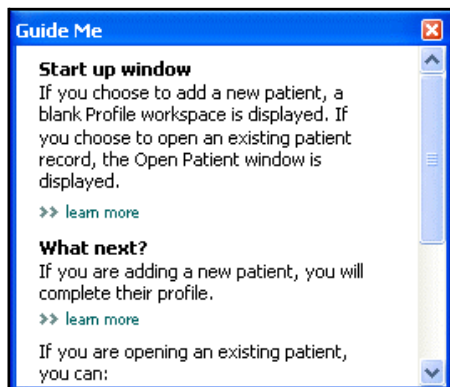 Guide Me
Start up window
If you choose to add a new patient, a
blank Profile workspace is displayed. If
you choose to open an existing patient
record, the Open Patient window is
displayed.
>> learn more
What next?
If you are adding a new patient, you will
complete their profile.
>> learn more
If you are opening an existing patient,
you can: